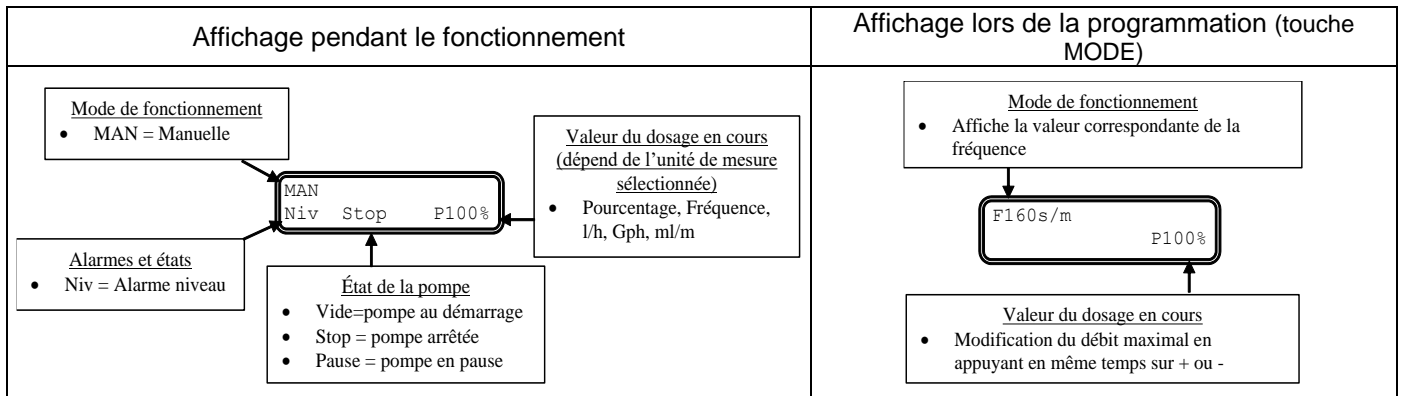 Affichage pendant le fonctionnement
Affichage lors de la programmation (touche
MODE)
Mode de fonctionnement
• MAN = Manuelle
Valeur du dosage en cours
(dépend de l'unité de mesure
sélectionnée)
• Pourcentage, Fréquence,
l/h, Gph, ml/m
MAN
Niv Stop P100%
Alarmes et états
• Niv = Alarme niveau
État de la pompe
• Vide=pompe au démarrage
• Stop = pompe arrêtée
• Pause = pompe en pause
Mode de fonctionnement
• Affiche la valeur correspondante de la
fréquence
F160s/m
P100%
Valeur du dosage en cours
• Modification du débit maximal en
appuyant en même temps sur + ou -